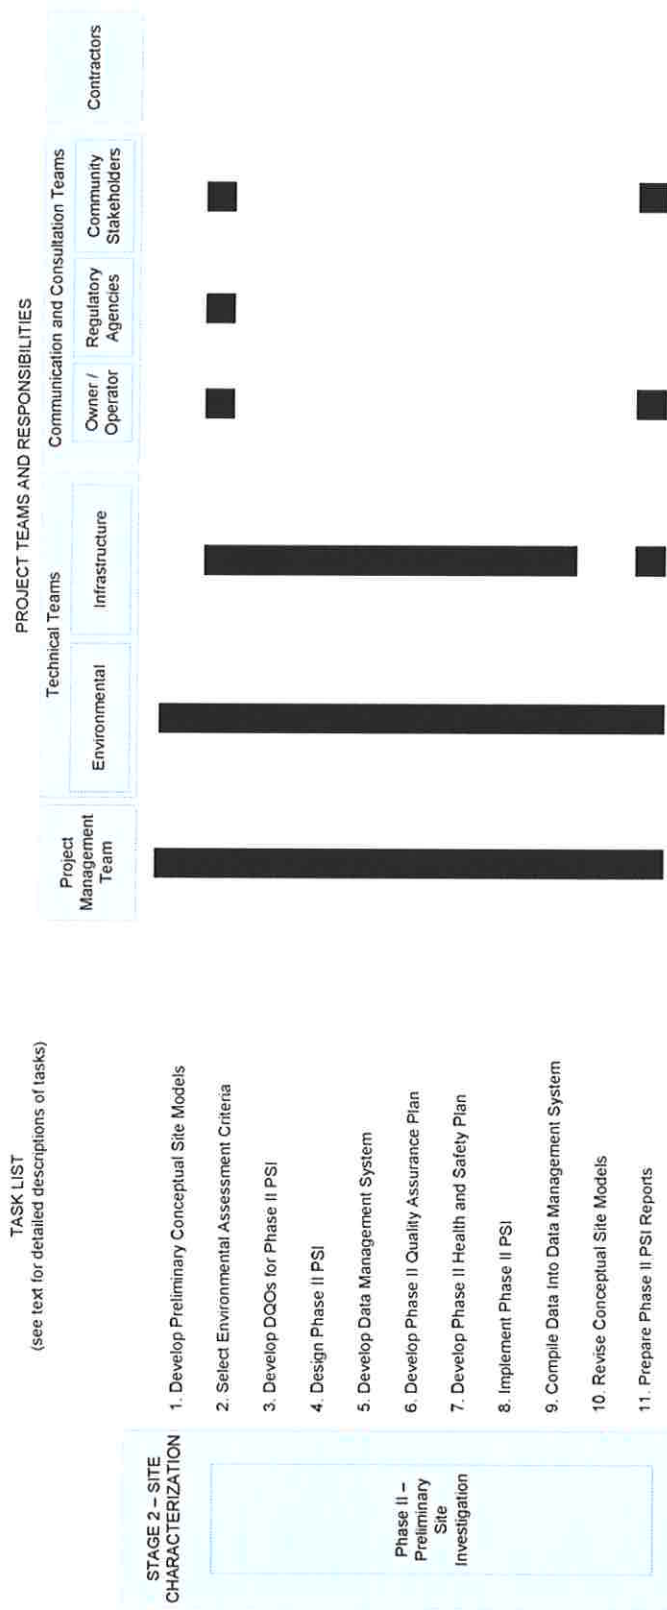 TASK LIST
(see text for detailed descriptions of tasks)
PROJECT TEAMS AND RESPONSIBILITIES
Project
Management
Team
Technical Teams
Environmental
Infrastructure
Communication and Consultation Teams
Owner /
Operator
Regulatory
Agencies
Community
Stakeholders
Contractors
STAGE 2 – SITE
CHARACTERIZATION
Phase II –
Preliminary
Site
Investigation
1. Develop Preliminary Conceptual Site Models
2. Select Environmental Assessment Criteria
3. Develop DQOs for Phase II PSI
4. Design Phase II PSI
5. Develop Data Management System
6. Develop Phase II Quality Assurance Plan
7. Develop Phase II Health and Safety Plan
8. Implement Phase II PSI
9. Compile Data Into Data Management System
10. Revise Conceptual Site Models
11. Prepare Phase II PSI Reports